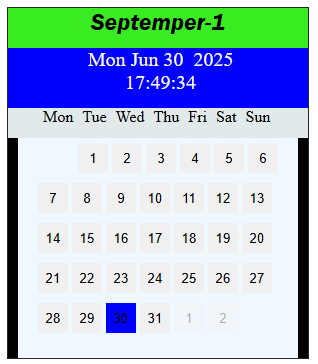 Septemper-1
Mon Jun 30 2025
17:49:34
Mon Tue Wed Thu Fri Sat Sun
1 2 3 4 5 6
7 8 9 10 11 12 13
14 15 16 17 18 19 20
21 22 23 24 25 26 27
28 29 30 31 1 2